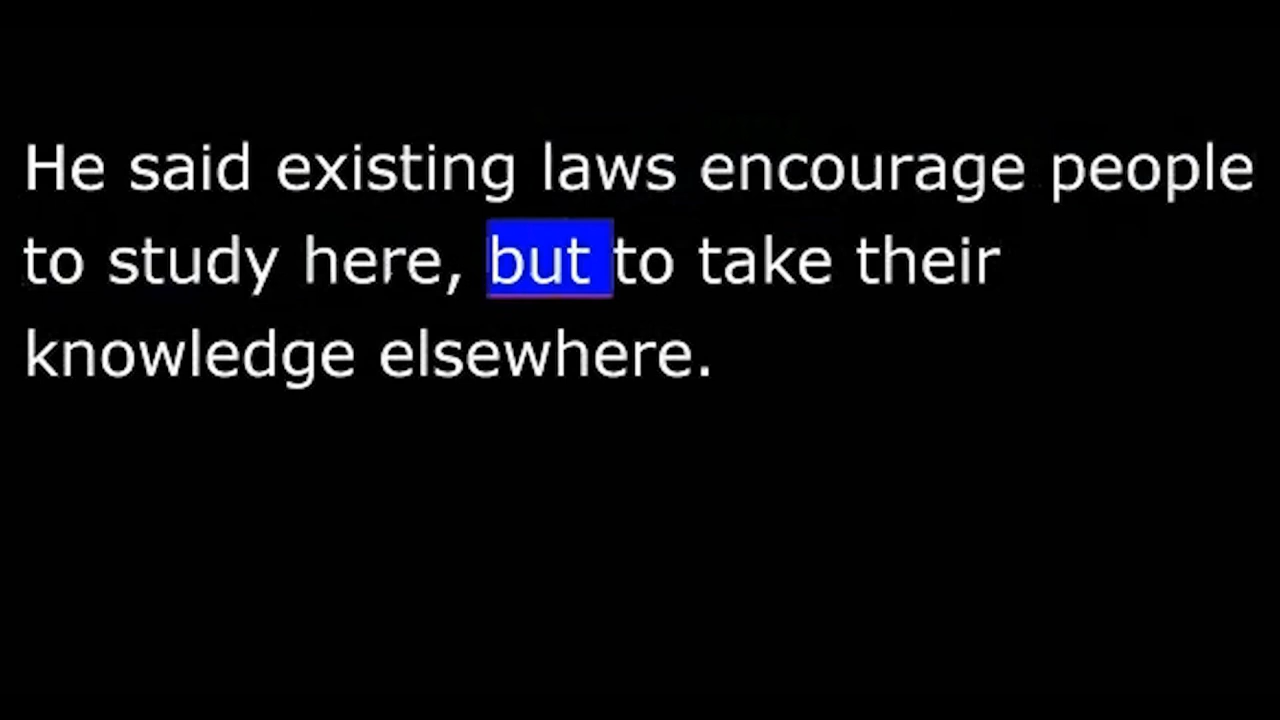 He said existing laws encourage people
to study here, but to take their
knowledge elsewhere.